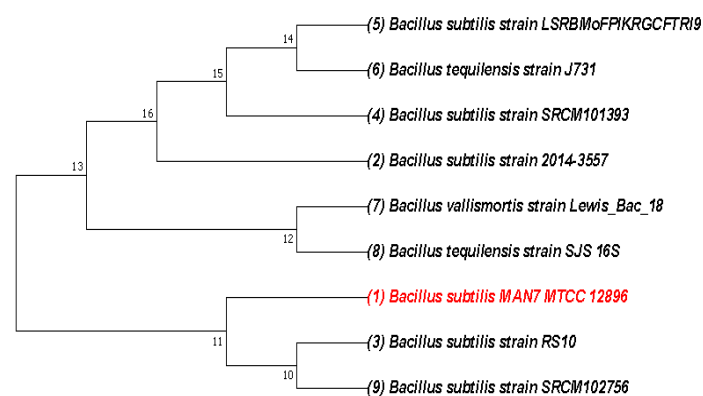 14
(5) Bacillus subtilis strain LSRBMoFPIKRGCFTRI9
15
(6) Bacillus tequilensis strain J731
16
(4) Bacillus subtilis strain SRCM101393
13
(2) Bacillus subtilis strain 2014-3557
(7) Bacillus vallismortis strain Lewis_Bac_18
12
(8) Bacillus tequilensis strain SJS 16S
(1) Bacillus subtilis MAN7 MTCC 12896
11
(3) Bacillus subtilis strain RS10
10
(9) Bacillus subtilis strain SRCM102756